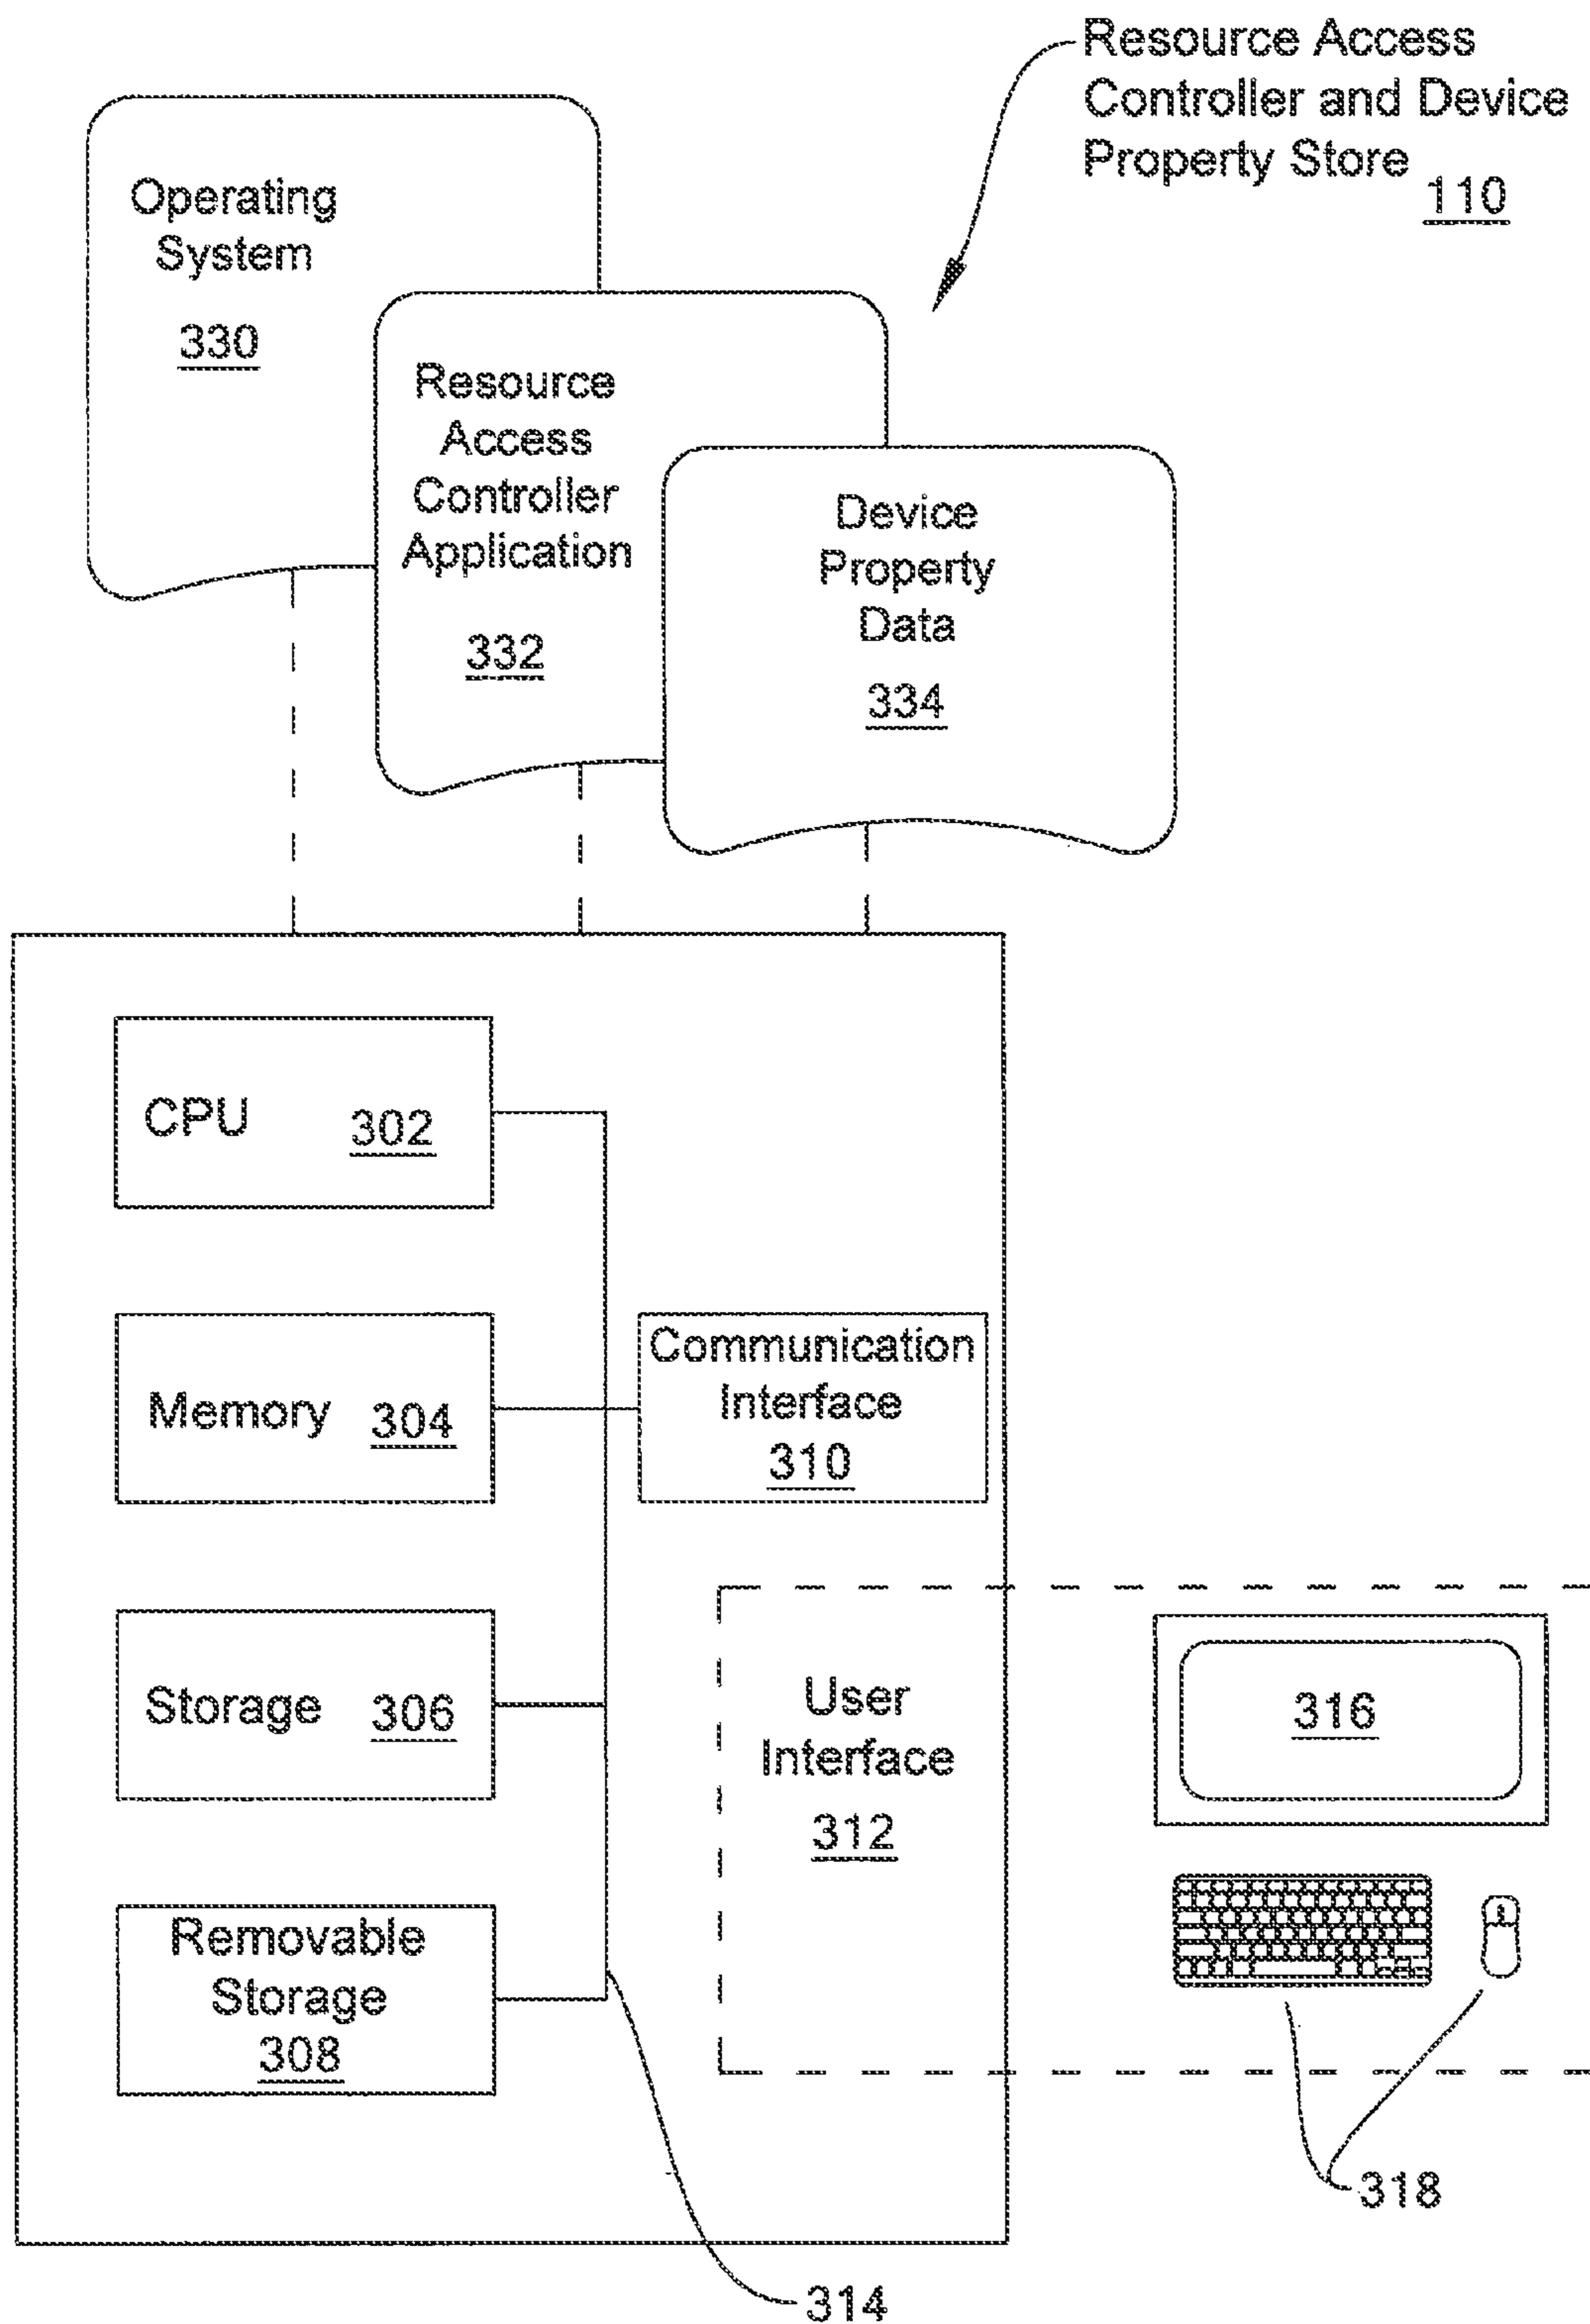 Resource Access
Controller and Device
Property Store
110
Operating
System
330
Resource
Access
Controller
Application
332
Device
Property
Data
334
CPU 302
Memory 304
Communication
Interface
310
Storage 306
User
Interface
312
316
Removable
Storage
308
318
314